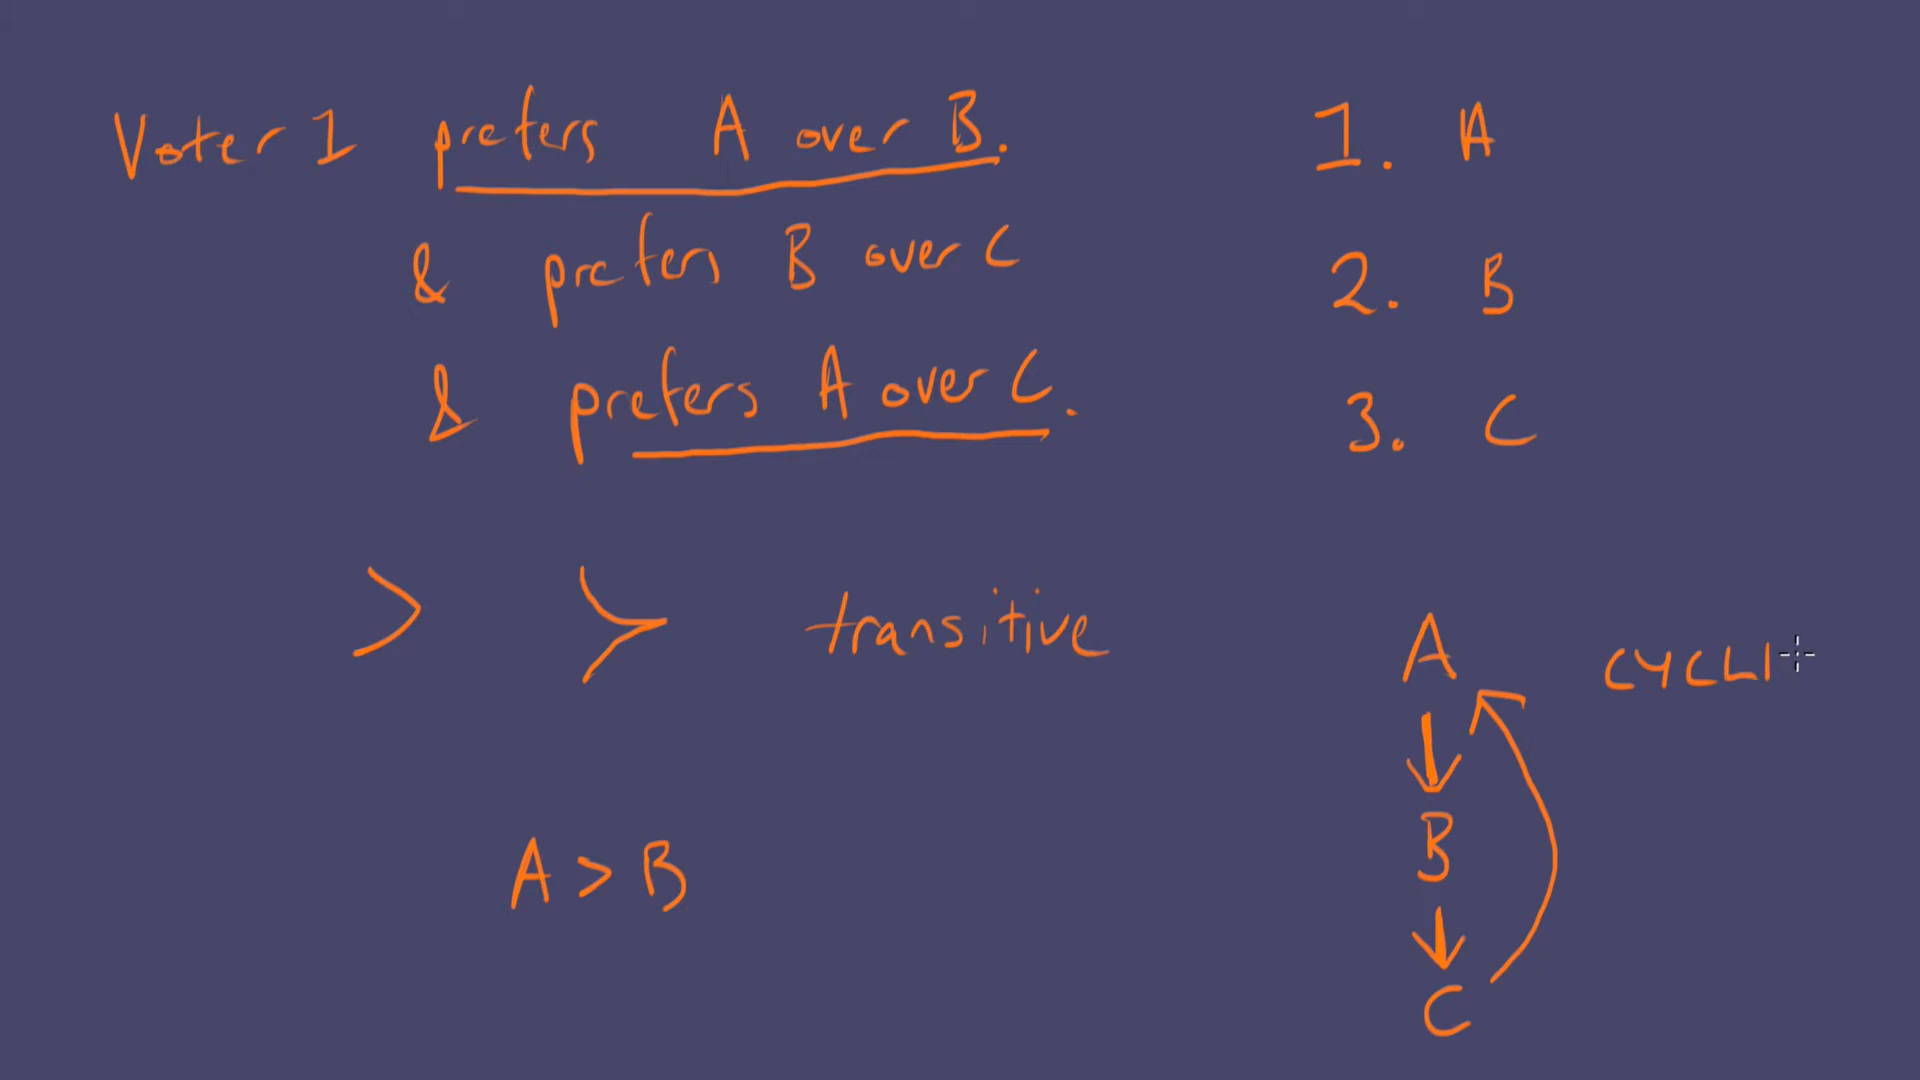 Voter 1 prefers A over B.
& prefers B over C
& prefers A over C.
1. A
2. B
3. C
> ≻ transitive
A > B
A
B
C
CYCLI